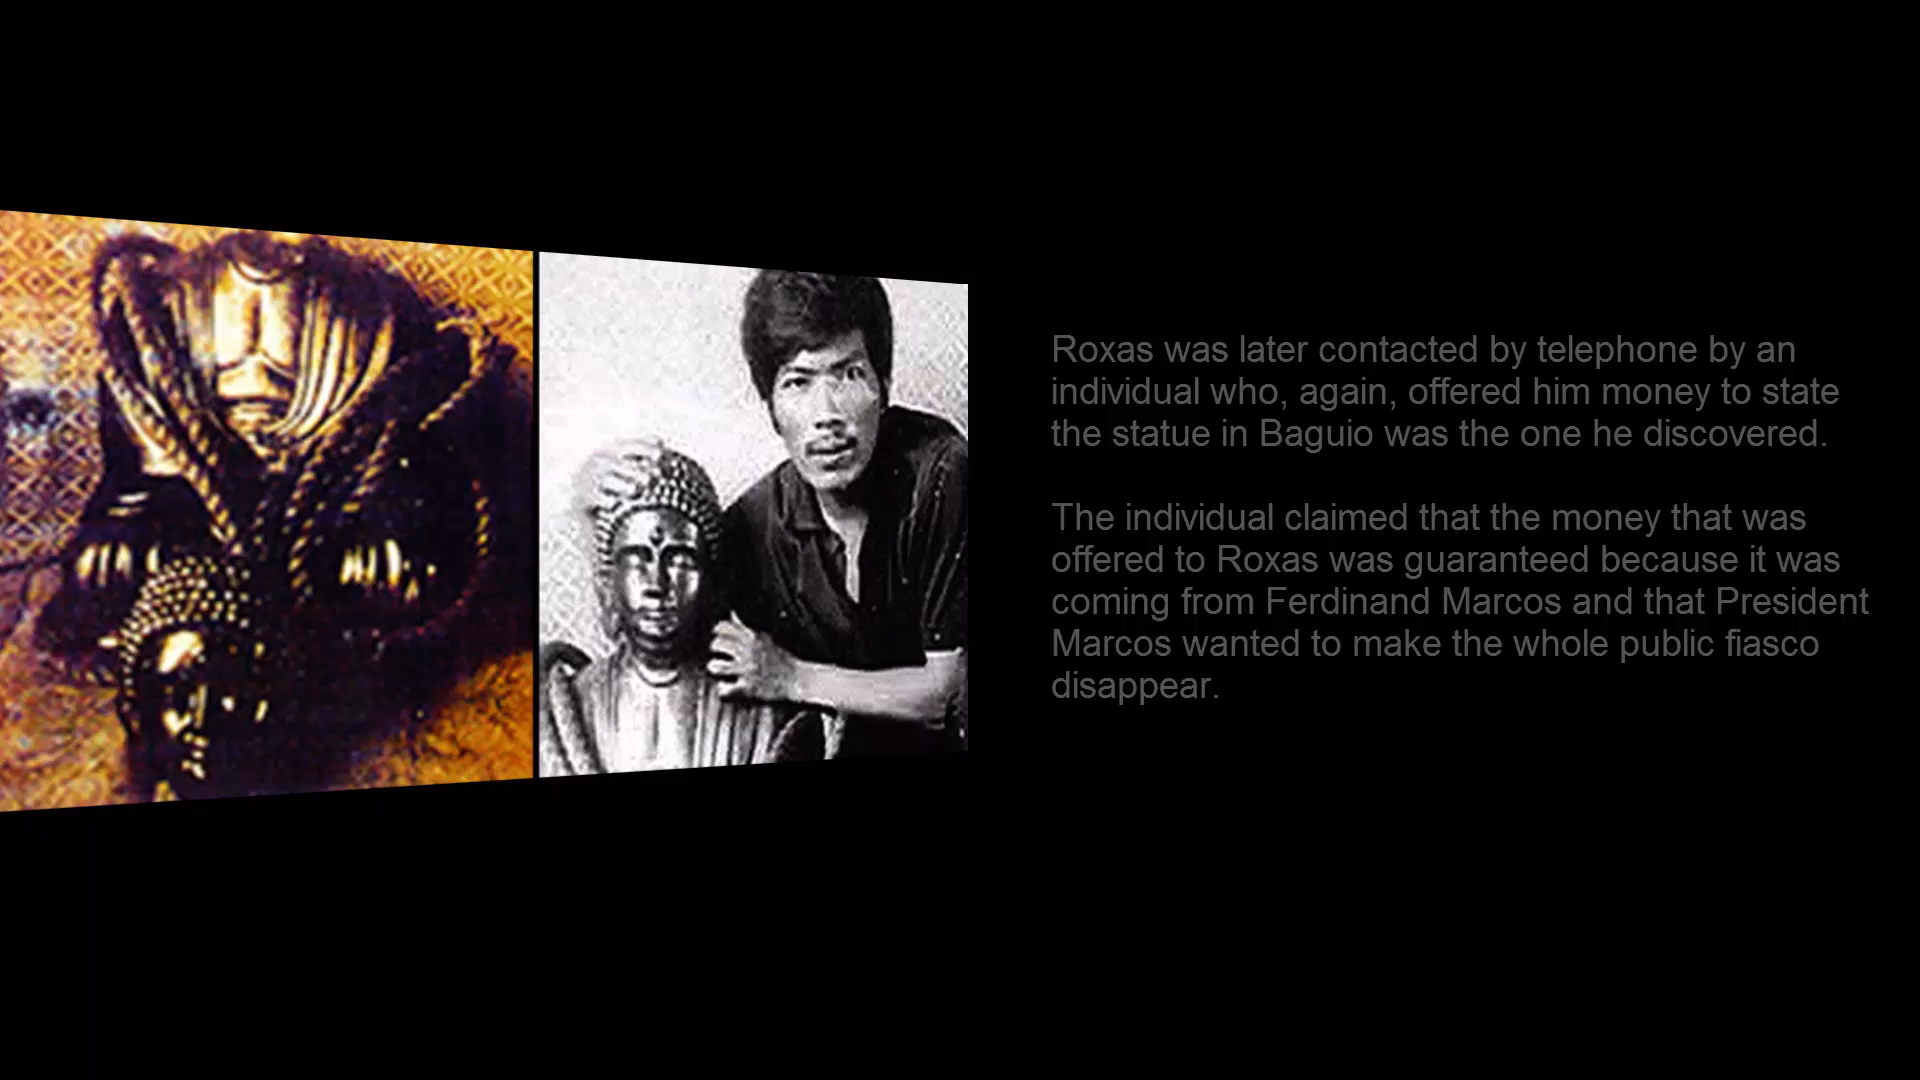 Roxas was later contacted by telephone by an
individual who, again, offered him money to state
the statue in Baguio was the one he discovered.
The individual claimed that the money that was
offered to Roxas was guaranteed because it was
coming from Ferdinand Marcos and that President
Marcos wanted to make the whole public fiasco
disappear.